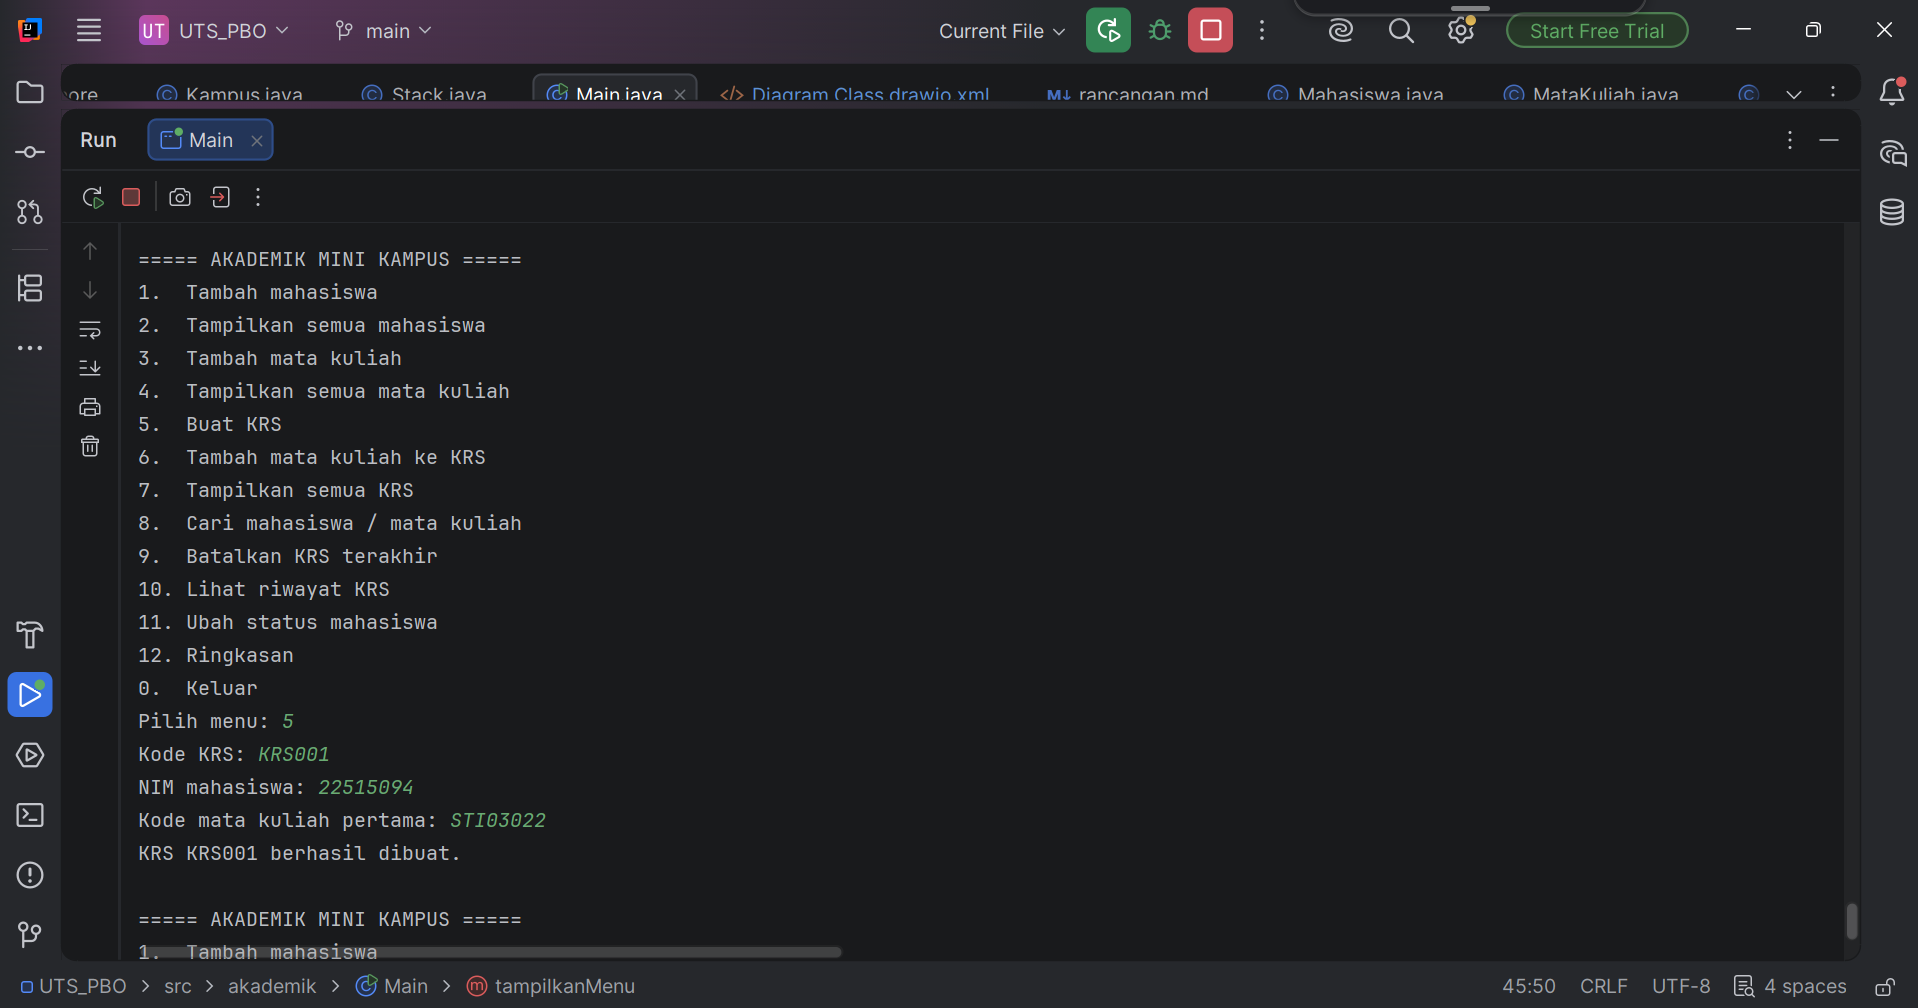 UT UTS_PBO main Current File Start Free Trial
ore Kampus.java Stack.java Main.java Diagram Class.drawio.xml rancangan.md Mahasiswa.java MataKuliah.java
Run Main
===== AKADEMIK MINI KAMPUS =====
1. Tambah mahasiswa
2. Tampilkan semua mahasiswa
3. Tambah mata kuliah
4. Tampilkan semua mata kuliah
5. Buat KRS
6. Tambah mata kuliah ke KRS
7. Tampilkan semua KRS
8. Cari mahasiswa / mata kuliah
9. Batalkan KRS terakhir
10. Lihat riwayat KRS
11. Ubah status mahasiswa
12. Ringkasan
0. Keluar
Pilih menu: 5
Kode KRS: KRS001
NIM mahasiswa: 22515094
Kode mata kuliah pertama: STI03022
KRS KRS001 berhasil dibuat.
===== AKADEMIK MINI KAMPUS =====
1. Tambah mahasiswa
UTS_PBO > src > akademik > Main > tampilkanMenu 45:50 CRLF UTF-8 4 spaces